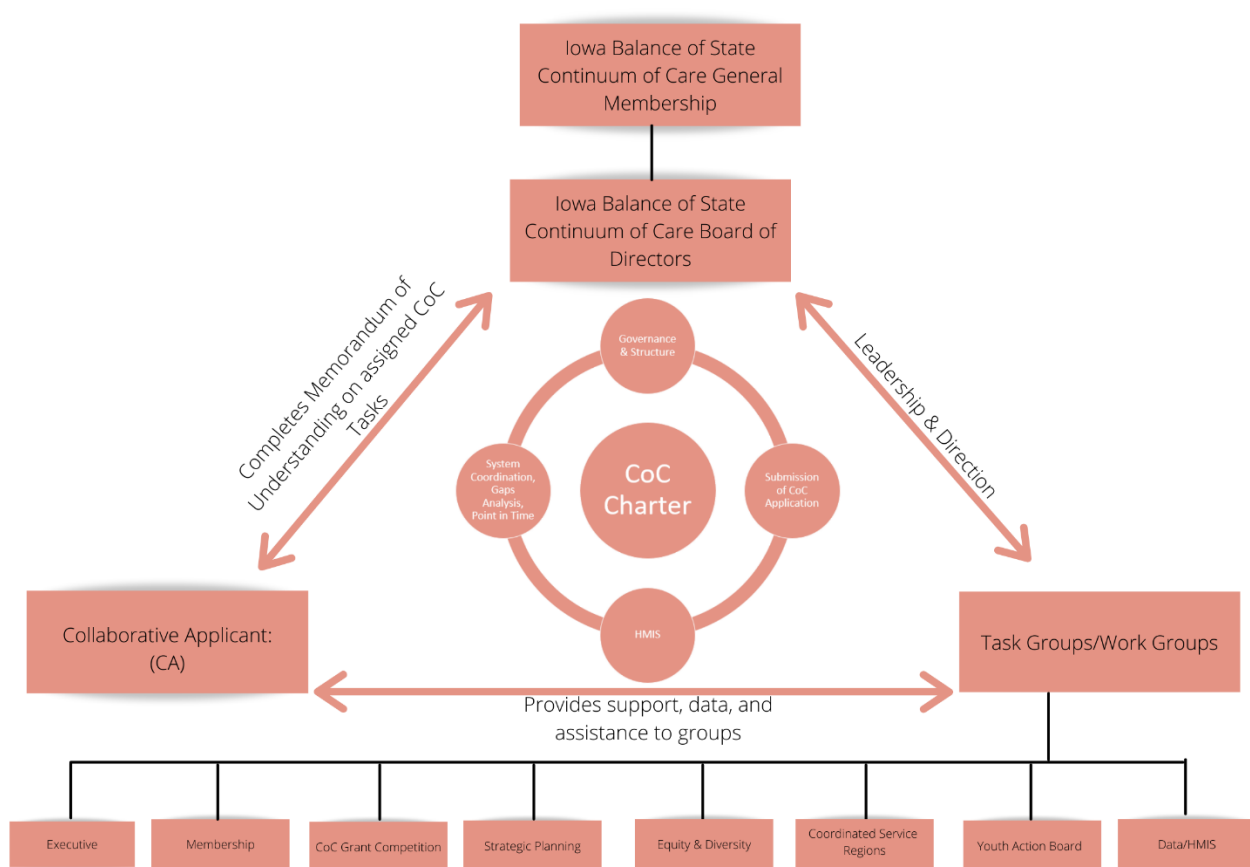 Iowa Balance of State
Continuum of Care General
Membership
Iowa Balance of State
Continuum of Care Board of
Directors
Completes Memorandum of
Understanding on assigned CoC
Tasks
Leadership & Direction
Governance
& Structure
System
Coordination,
Gaps
Analysis,
Point in Time
CoC
Charter
Submission
of CoC
Application
HMIS
Collaborative Applicant:
(CA)
Task Groups/Work Groups
Provides support, data, and
assistance to groups
Executive
Membership
CoC Grant Competition
Strategic Planning
Equity & Diversity
Coordinated Service
Regions
Youth Action Board
Data/HMIS